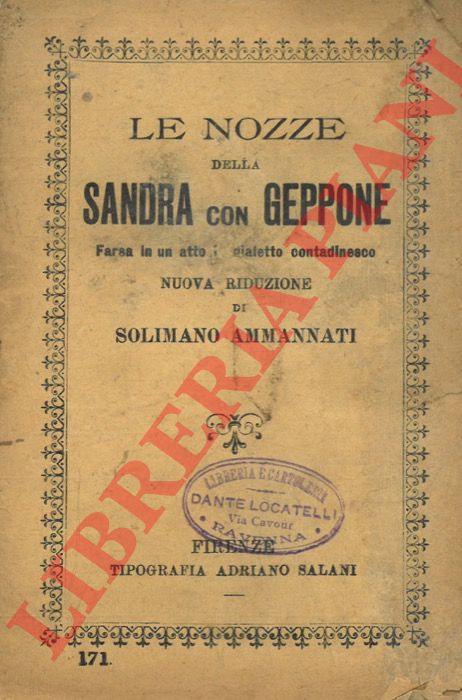 LE NOZZE
DELLA
SANDRA CON GEPPONE
Farsa in un atto dialetto contadinesco
NUOVA RIDUZIONE
DI
SOLIMANO AMMANNATI
LIBRERIA E CARTOLERIA
DANTE LOCATELLI
Via Cavour
RAVENNA
FIRENZE
TIPOGRAFIA ADRIANO SALANI
171.
LIBRERIA PIANI